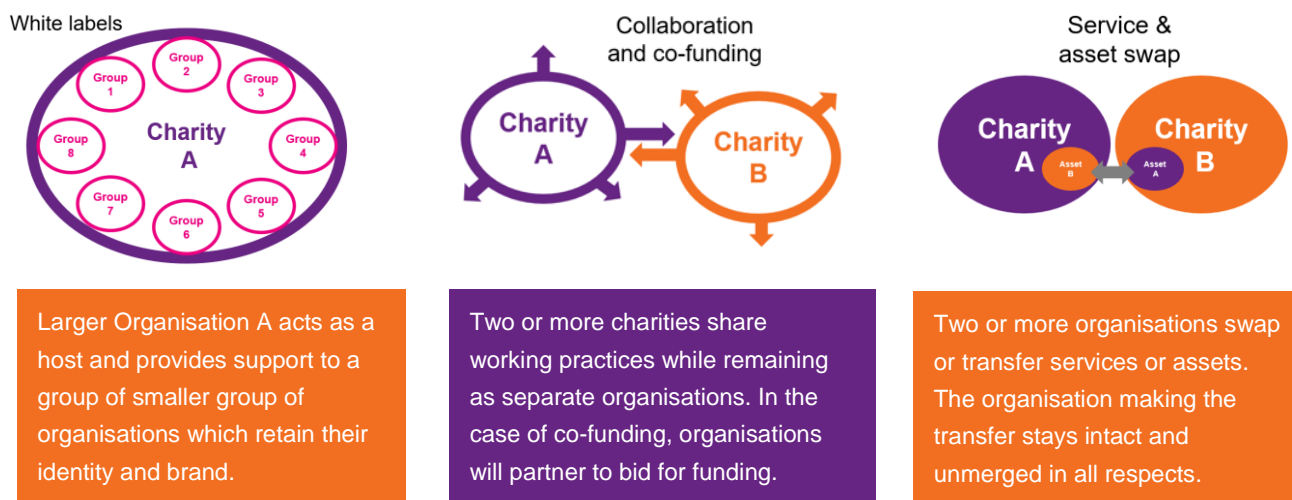 White labels
Group
1
Group
2
Group
3
Group
4
Group
5
Group
6
Group
7
Group
8
Charity
A
Larger Organisation A acts as a
host and provides support to a
group of smaller group of
organisations which retain their
identity and brand.
Collaboration
and co-funding
Charity
A
Charity
B
Two or more charities share
working practices while remaining
as separate organisations. In the
case of co-funding, organisations
will partner to bid for funding.
Service &
asset swap
Charity
A
Asset
B
Asset
A
Charity
B
Two or more organisations swap
or transfer services or assets.
The organisation making the
transfer stays intact and
unmerged in all respects.